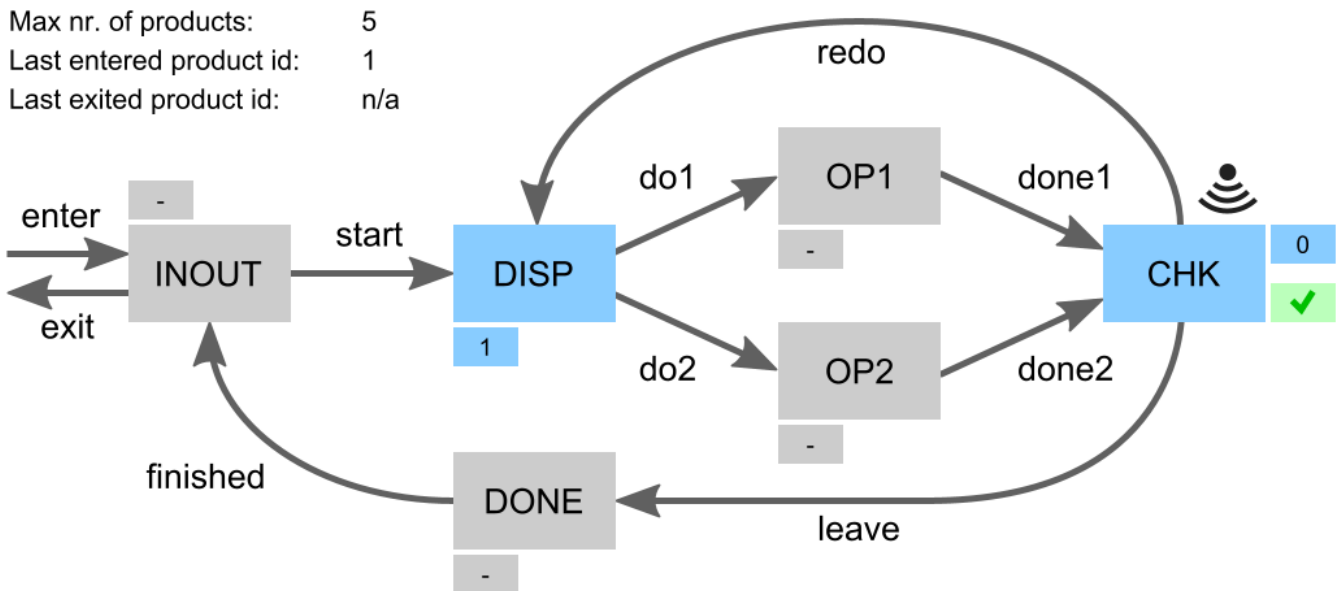 Max nr. of products: 5
Last entered product id: 1
Last exited product id: n/a
redo
do1
OP1
done1
-
enter
start
INOUT
DISP
CHK
0
-
exit
1
do2
OP2
done2
-
finished
DONE
leave
-